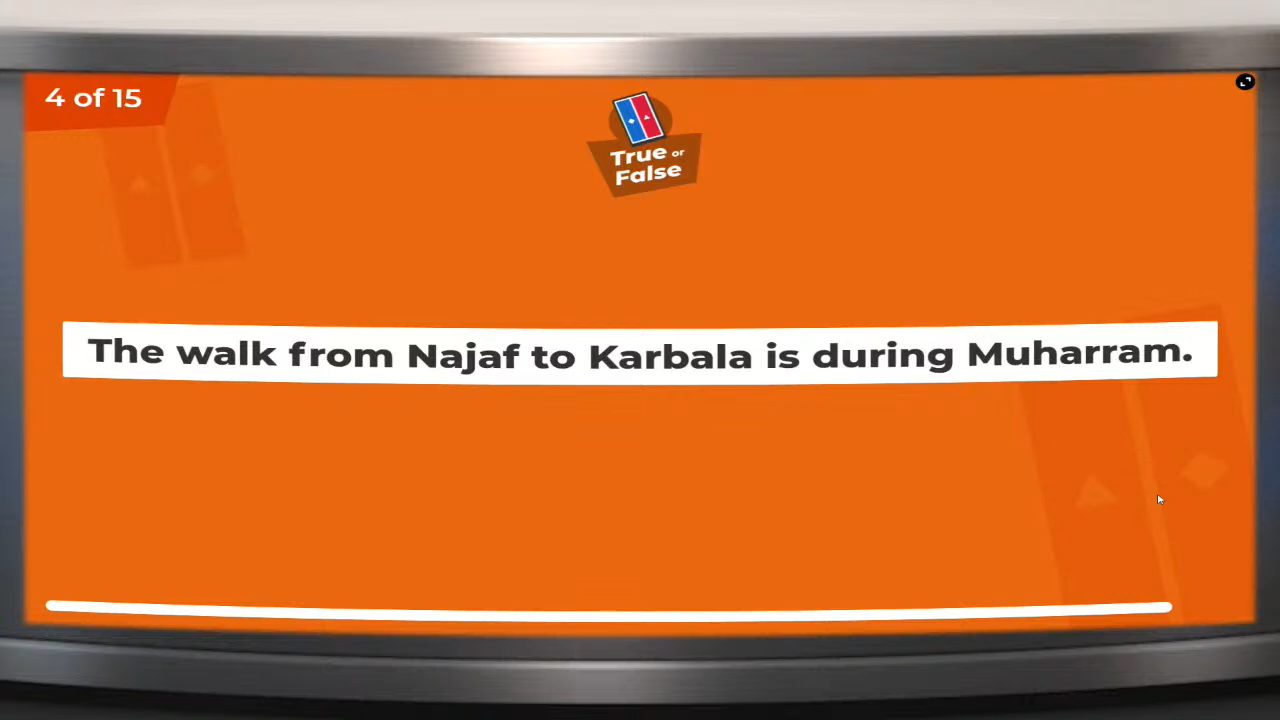 4 of 15
True or
False
The walk from Najaf to Karbala is during Muharram.